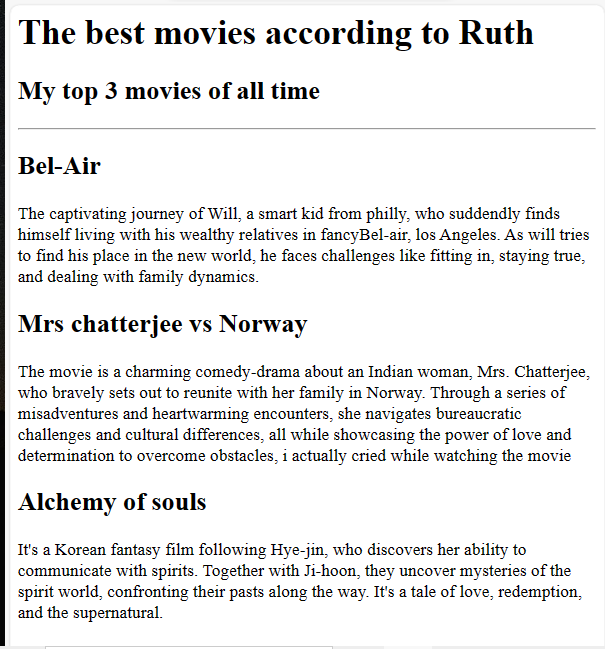 The best movies according to Ruth
My top 3 movies of all time
Bel-Air
The captivating journey of Will, a smart kid from philly, who suddendly finds
himself living with his wealthy relatives in fancyBel-air, los Angeles. As will tries
to find his place in the new world, he faces challenges like fitting in, staying true,
and dealing with family dynamics.
Mrs chatterjee vs Norway
The movie is a charming comedy-drama about an Indian woman, Mrs. Chatterjee,
who bravely sets out to reunite with her family in Norway. Through a series of
misadventures and heartwarming encounters, she navigates bureaucratic
challenges and cultural differences, all while showcasing the power of love and
determination to overcome obstacles, i actually cried while watching the movie
Alchemy of souls
It's a Korean fantasy film following Hye-jin, who discovers her ability to
communicate with spirits. Together with Ji-hoon, they uncover mysteries of the
spirit world, confronting their pasts along the way. It's a tale of love, redemption,
and the supernatural.